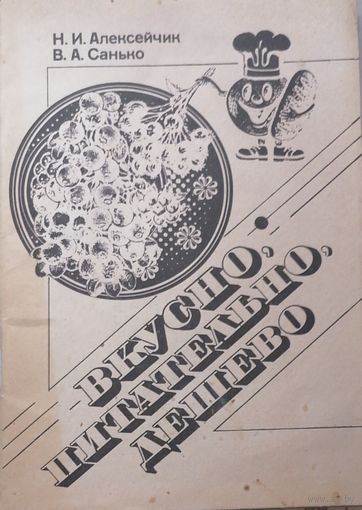 Н. И. Алексейчик
В. А. Санько
ВКУСНО,
ПИТАТЕЛЬНО,
ДЕШЕВО